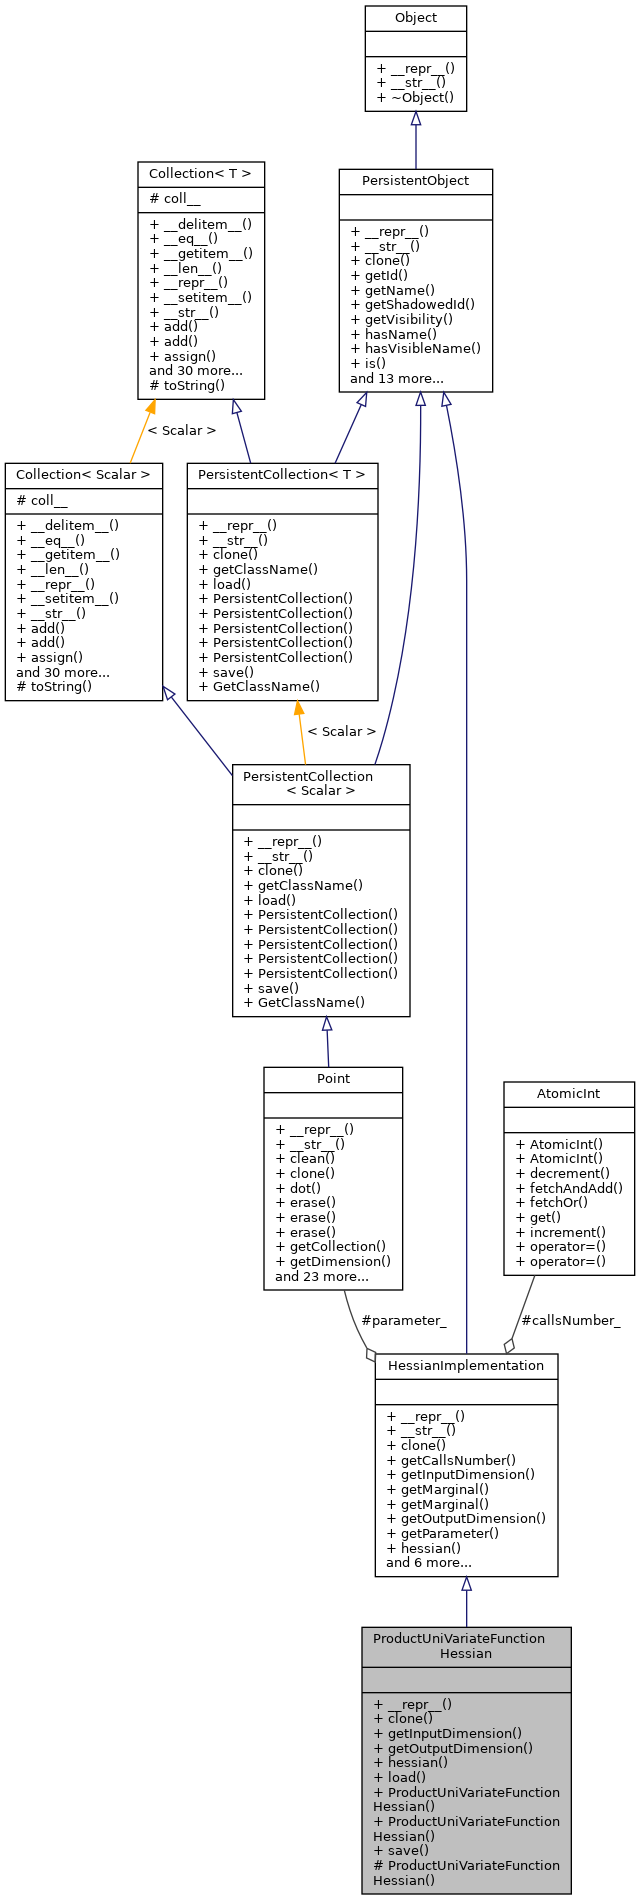 Object
+ __repr__()
+ __str__()
+ ~Object()
Collection< T >
# coll__
+ __delitem__()
+ __eq__()
+ __getitem__()
+ __len__()
+ __repr__()
+ __setitem__()
+ __str__()
+ add()
+ add()
+ assign()
and 30 more...
# toString()
PersistentObject
+ __repr__()
+ __str__()
+ clone()
+ getId()
+ getName()
+ getShadowedId()
+ getVisibility()
+ hasName()
+ hasVisibleName()
+ is()
and 13 more...
< Scalar >
Collection< Scalar >
# coll__
+ __delitem__()
+ __eq__()
+ __getitem__()
+ __len__()
+ __repr__()
+ __setitem__()
+ __str__()
+ add()
+ add()
+ assign()
and 30 more...
# toString()
PersistentCollection< T >
+ __repr__()
+ __str__()
+ clone()
+ getClassName()
+ load()
+ PersistentCollection()
+ PersistentCollection()
+ PersistentCollection()
+ PersistentCollection()
+ PersistentCollection()
+ save()
+ GetClassName()
< Scalar >
PersistentCollection
< Scalar >
+ __repr__()
+ __str__()
+ clone()
+ getClassName()
+ load()
+ PersistentCollection()
+ PersistentCollection()
+ PersistentCollection()
+ PersistentCollection()
+ PersistentCollection()
+ save()
+ GetClassName()
Point
+ __repr__()
+ __str__()
+ clean()
+ clone()
+ dot()
+ erase()
+ erase()
+ erase()
+ getCollection()
+ getDimension()
and 23 more...
AtomicInt
+ AtomicInt()
+ AtomicInt()
+ decrement()
+ fetchAndAdd()
+ fetchOr()
+ get()
+ increment()
+ operator=()
+ operator=()
#parameter_
#callsNumber_
HessianImplementation
+ __repr__()
+ __str__()
+ clone()
+ getCallsNumber()
+ getInputDimension()
+ getMarginal()
+ getMarginal()
+ getOutputDimension()
+ getParameter()
+ hessian()
and 6 more...
ProductUniVariateFunction
Hessian
+ __repr__()
+ clone()
+ getInputDimension()
+ getOutputDimension()
+ hessian()
+ load()
+ ProductUniVariateFunction
Hessian()
+ ProductUniVariateFunction
Hessian()
+ save()
# ProductUniVariateFunction
Hessian()